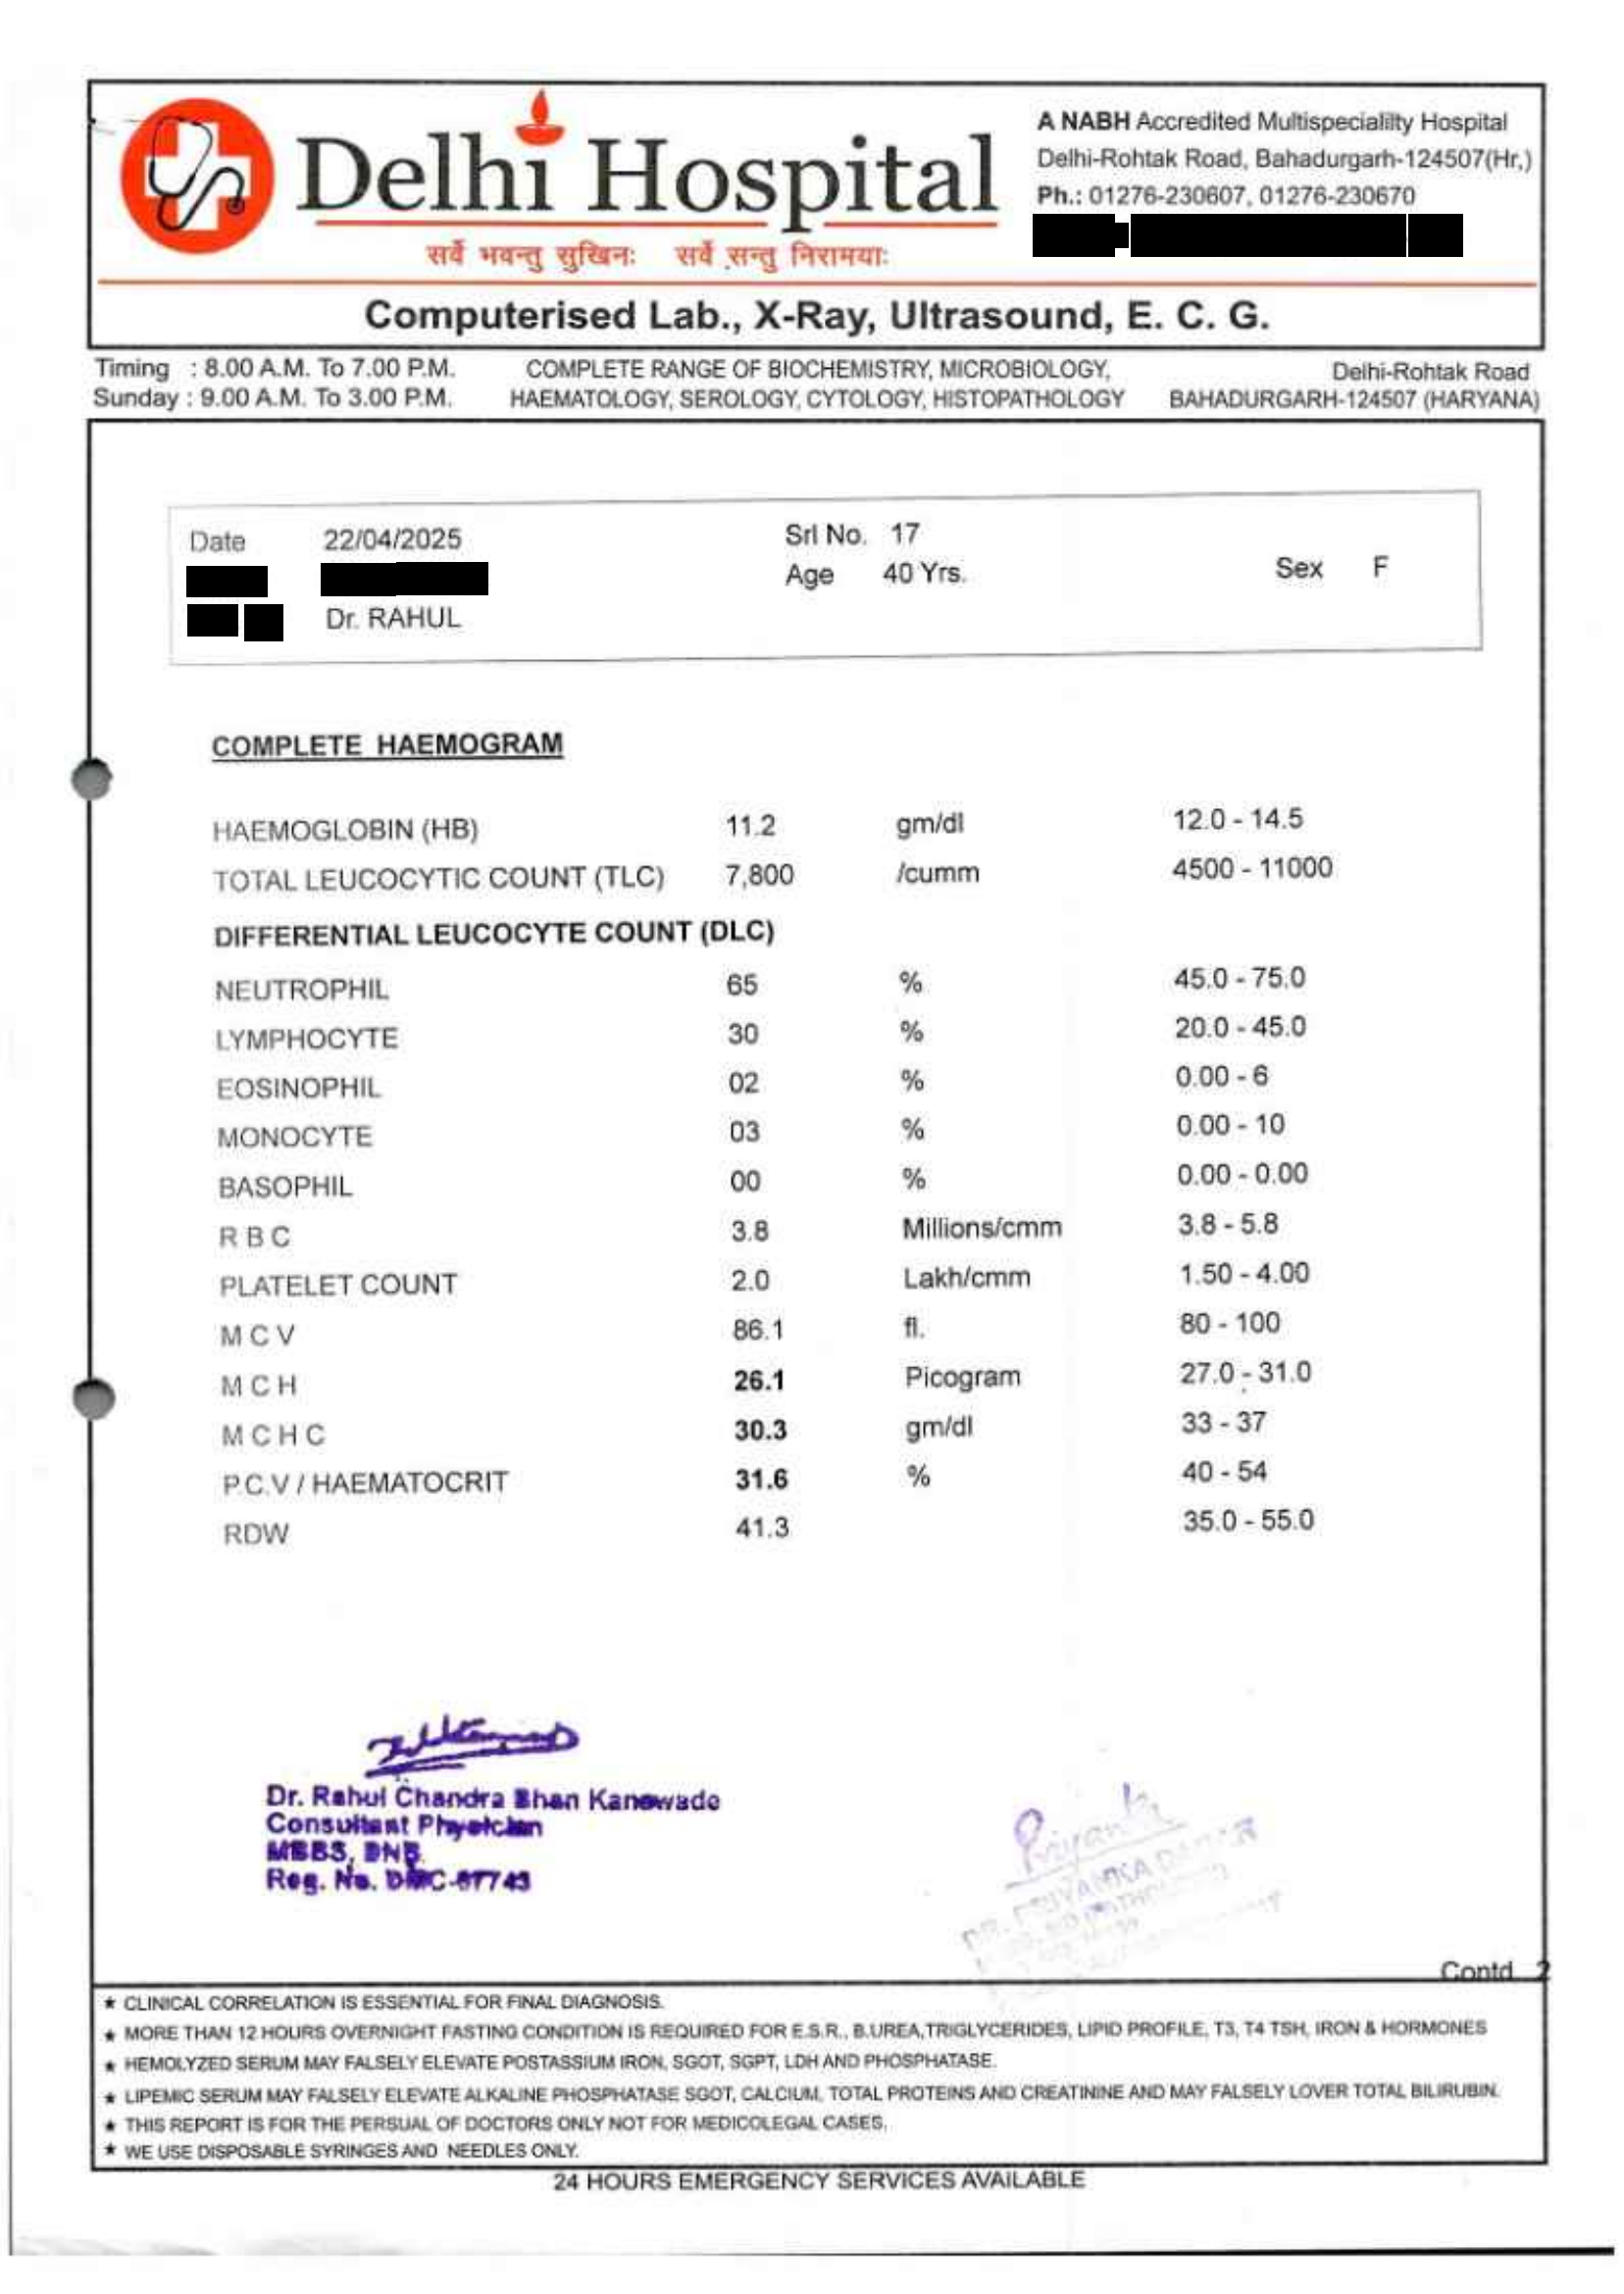 Delhi Hospital
सर्वे भवन्तु सुखिनः सर्वे सन्तु निरामयाः
A NABH Accredited Multispecialilty Hospital
Delhi-Rohtak Road, Bahadurgarh-124507(Hr,)
Ph.: 01276-230607, 01276-230670
Computerised Lab., X-Ray, Ultrasound, E. C. G.
Timing : 8.00 A.M. To 7.00 P.M. COMPLETE RANGE OF BIOCHEMISTRY, MICROBIOLOGY, Delhi-Rohtak Road
Sunday : 9.00 A.M. To 3.00 P.M. HAEMATOLOGY, SEROLOGY, CYTOLOGY, HISTOPATHOLOGY BAHADURGARH-124507 (HARYANA)
Date 22/04/2025 Srl No. 17
Age 40 Yrs. Sex F
Dr. RAHUL
COMPLETE HAEMOGRAM
HAEMOGLOBIN (HB) 11.2 gm/dl 12.0 - 14.5
TOTAL LEUCOCYTIC COUNT (TLC) 7,800 /cumm 4500 - 11000
DIFFERENTIAL LEUCOCYTE COUNT (DLC)
NEUTROPHIL 65 % 45.0 - 75.0
LYMPHOCYTE 30 % 20.0 - 45.0
EOSINOPHIL 02 % 0.00 - 6
MONOCYTE 03 % 0.00 - 10
BASOPHIL 00 % 0.00 - 0.00
R B C 3.8 Millions/cmm 3.8 - 5.8
PLATELET COUNT 2.0 Lakh/cmm 1.50 - 4.00
M C V 86.1 fl. 80 - 100
M C H 26.1 Picogram 27.0 - 31.0
M C H C 30.3 gm/dl 33 - 37
P.C.V / HAEMATOCRIT 31.6 % 40 - 54
RDW 41.3 35.0 - 55.0
Dr. Rahul Chandra Bhan Kanawade
Consultant Physician
MBBS, DNB
Reg. No. DMC-67743
Priyanka
DR. PRIYANKA
Contd 2
★ CLINICAL CORRELATION IS ESSENTIAL FOR FINAL DIAGNOSIS.
★ MORE THAN 12 HOURS OVERNIGHT FASTING CONDITION IS REQUIRED FOR E.S.R., B.UREA,TRIGLYCERIDES, LIPID PROFILE, T3, T4 TSH, IRON & HORMONES
★ HEMOLYZED SERUM MAY FALSELY ELEVATE POSTASSIUM IRON, SGOT, SGPT, LDH AND PHOSPHATASE.
★ LIPEMIC SERUM MAY FALSELY ELEVATE ALKALINE PHOSPHATASE SGOT, CALCIUM, TOTAL PROTEINS AND CREATININE AND MAY FALSELY LOVER TOTAL BILIRUBIN.
★ THIS REPORT IS FOR THE PERSUAL OF DOCTORS ONLY NOT FOR MEDICOLEGAL CASES.
★ WE USE DISPOSABLE SYRINGES AND NEEDLES ONLY.
24 HOURS EMERGENCY SERVICES AVAILABLE